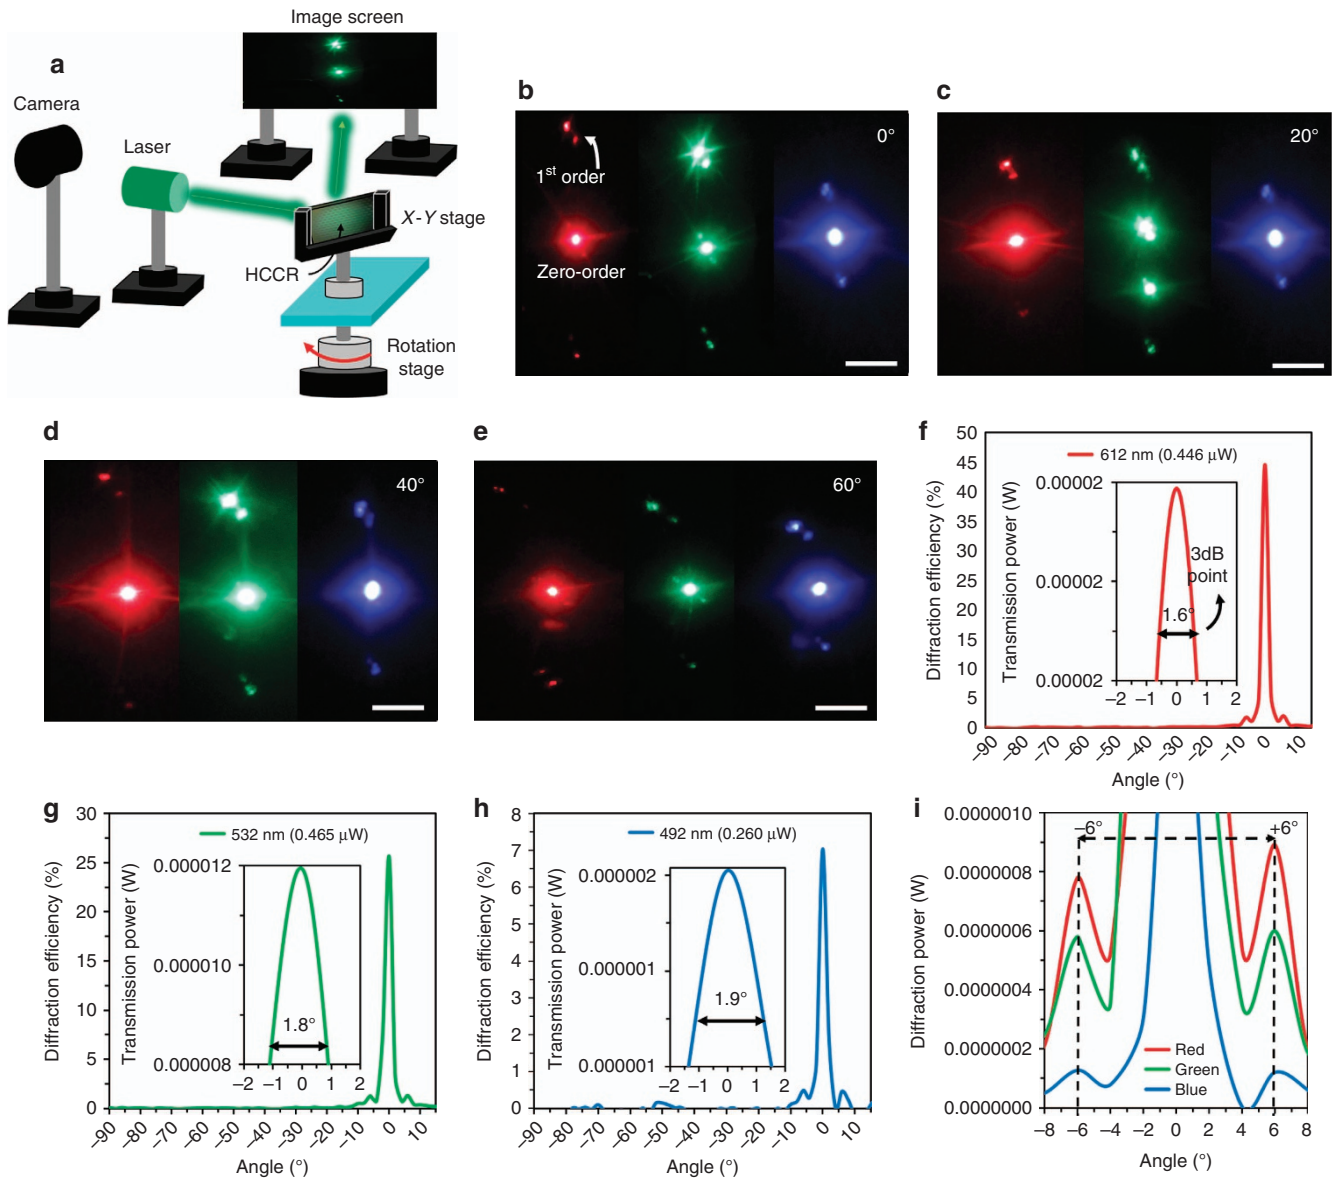 a
Image screen
Camera
Laser
X-Y stage
HCCR
Rotation
stage
b
0°
1st order
Zero-order
c
20°
d
40°
e
60°
f
Diffraction efficiency (%)
50
45
40
35
30
25
20
15
10
5
0
612 nm (0.446 μW)
Transmission power (W)
0.00002
0.00002
0.00002
3dB
point
1.6°
−2 −1 0 1 2
−90 −80 −70 −60 −50 −40 −30 −20 −10 0 10
Angle (°)
g
Diffraction efficiency (%)
30
25
20
15
10
5
0
532 nm (0.465 μW)
Transmission power (W)
0.000012
0.000010
0.000008
1.8°
−2 −1 0 1 2
−90 −80 −70 −60 −50 −40 −30 −20 −10 0 10
Angle (°)
h
Diffraction efficiency (%)
8
7
6
5
4
3
2
1
0
492 nm (0.260 μW)
Transmission power (W)
0.000002
0.000001
0.000001
1.9°
−2 −1 0 1 2
−90 −80 −70 −60 −50 −40 −30 −20 −10 0 10
Angle (°)
i
Diffraction power (W)
0.0000010
0.0000008
0.0000006
0.0000004
0.0000002
0.0000000
−6°
+6°
Red
Green
Blue
−8 −6 −4 −2 0 2 4 6 8
Angle (°)